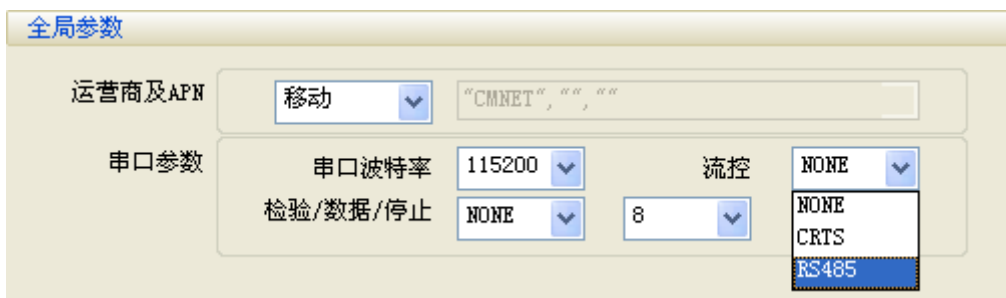 全局参数
运营商及APN 移动 "CMNET","",""
串口参数 串口波特率 115200 流控 NONE
检验/数据/停止 NONE 8 NONE
CRTS
RS485